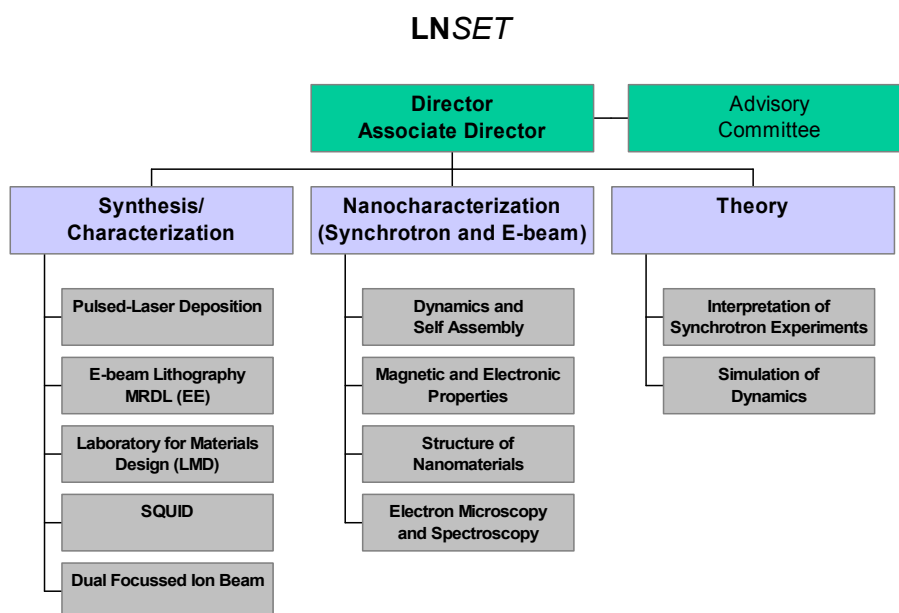 LNSET
Director
Associate Director
Advisory
Committee
Synthesis/
Characterization
Nanocharacterization
(Synchrotron and E-beam)
Theory
Pulsed-Laser Deposition
E-beam Lithography
MRDL (EE)
Laboratory for Materials
Design (LMD)
SQUID
Dual Focussed Ion Beam
Dynamics and
Self Assembly
Magnetic and Electronic
Properties
Structure of
Nanomaterials
Electron Microscopy
and Spectroscopy
Interpretation of
Synchrotron Experiments
Simulation of
Dynamics